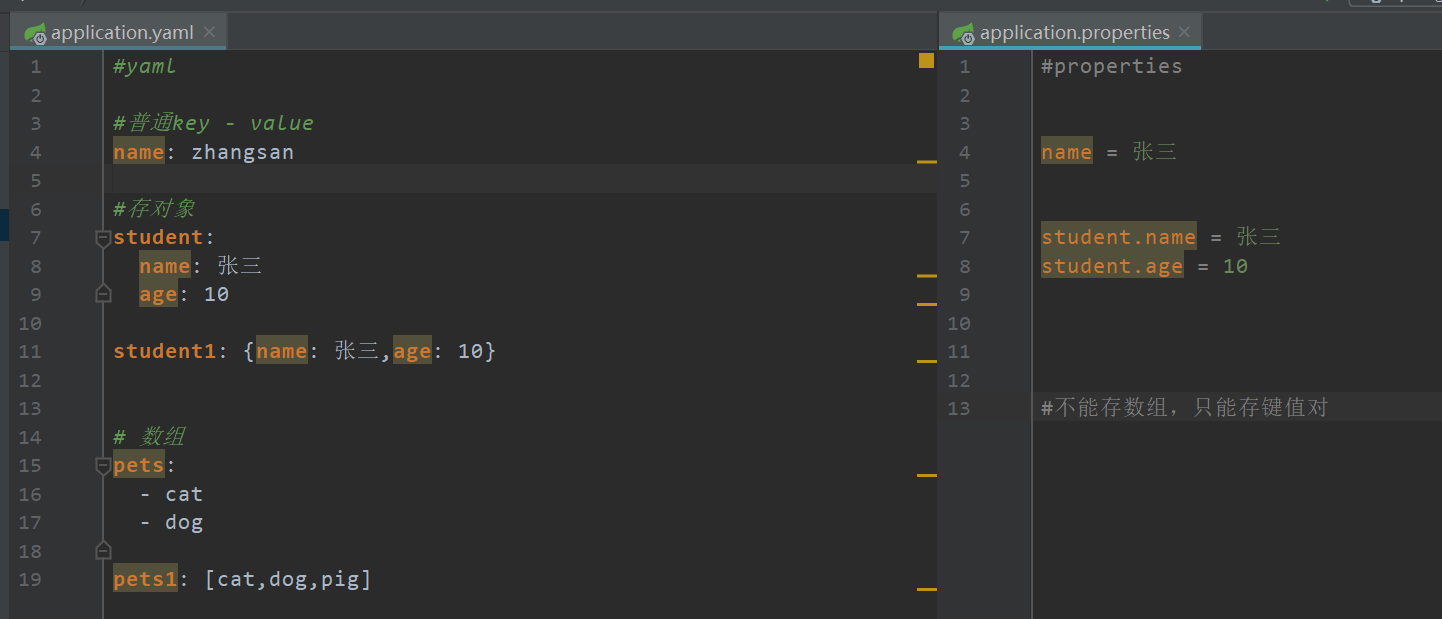 application.yaml
1 #yaml
2
3 #普通key - value
4 name: zhangsan
5
6 #存对象
7 student:
8   name: 张三
9   age: 10
10
11 student1: {name: 张三,age: 10}
12
13
14 # 数组
15 pets:
16   - cat
17   - dog
18
19 pets1: [cat,dog,pig]
application.properties
1 #properties
2
3
4 name = 张三
5
6
7 student.name = 张三
8 student.age = 10
9
10
11
12
13 #不能存数组，只能存键值对